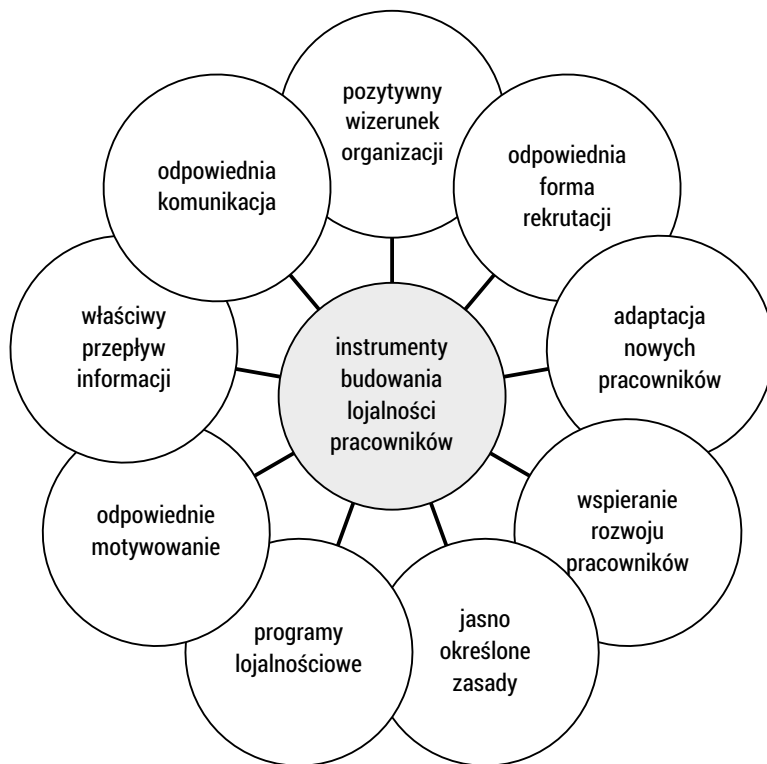 pozytywny
wizerunek
organizacji
odpowiednia
forma
rekrutacji
adaptacja
nowych
pracowników
wspieranie
rozwoju
pracowników
jasno
określone
zasady
programy
lojalnościowe
odpowiednie
motywowanie
właściwy
przepływ
informacji
odpowiednia
komunikacja
instrumenty
budowania
lojalności
pracowników